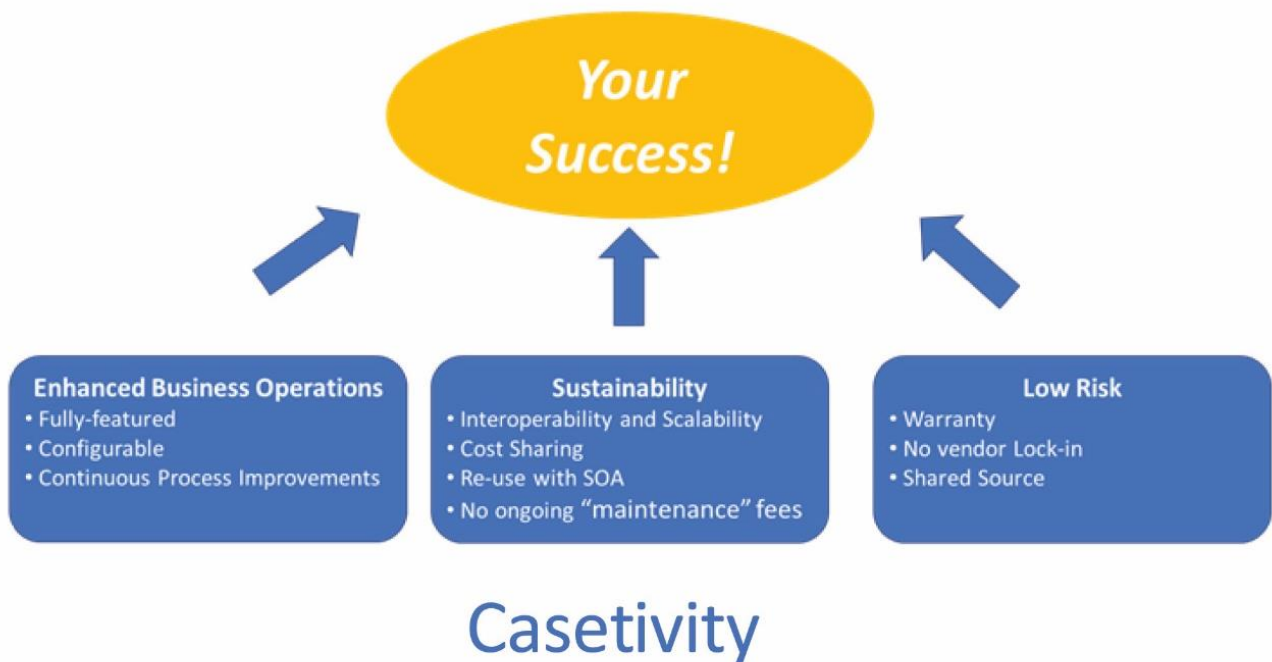 Your
Success!
Enhanced Business Operations
• Fully-featured
• Configurable
• Continuous Process Improvements
Sustainability
• Interoperability and Scalability
• Cost Sharing
• Re-use with SOA
• No ongoing “maintenance” fees
Low Risk
• Warranty
• No vendor Lock-in
• Shared Source
Casetivity